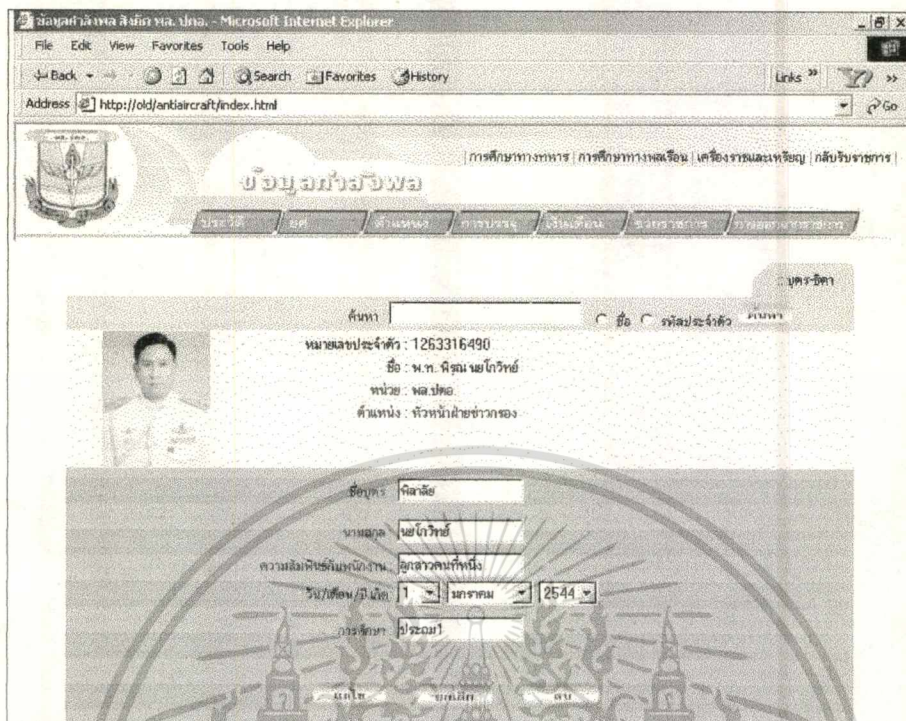 ข้อมูลกำลังพล สังกัด พล. ปตอ. - Microsoft Internet Explorer
File Edit View Favorites Tools Help
Back Search Favorites History Links »
Address http://old/antiaircraft/index.html Go
| การศึกษาทางทหาร | การศึกษาทางพลเรือน | เครื่องราชและเหรียญ | กลับรับราชการ |
ข้อมูลกำลังพล
ประวัติ ยศ ตำแหน่ง การบรรจุ เงินเดือน
:: บุตร-ธิดา
ค้นหา ชื่อ รหัสประจำตัว ค้นหา
หมายเลขประจำตัว : 1263316490
ชื่อ : พ.ท. พิรุณ นยโกวิทย์
หน่วย : พล.ปตอ.
ตำแหน่ง : หัวหน้าฝ่ายข่าวกรอง
ชื่อบุตร พิลาลัย
นามสกุล นยโกวิทย์
ความสัมพันธ์กับพนักงาน ลูกสาวคนที่หนึ่ง
วัน/เดือน/ปี เกิด 1 มกราคม 2544
การศึกษา ประถม1
แก้ไข ยกเลิก ลบ